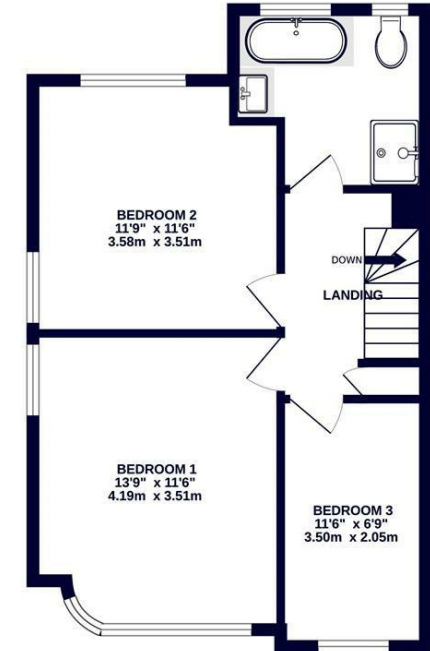 BEDROOM 2
11'9" x 11'6"
3.58m x 3.51m
DOWN
LANDING
BEDROOM 1
13'9" x 11'6"
4.19m x 3.51m
BEDROOM 3
11'6" x 6'9"
3.50m x 2.05m